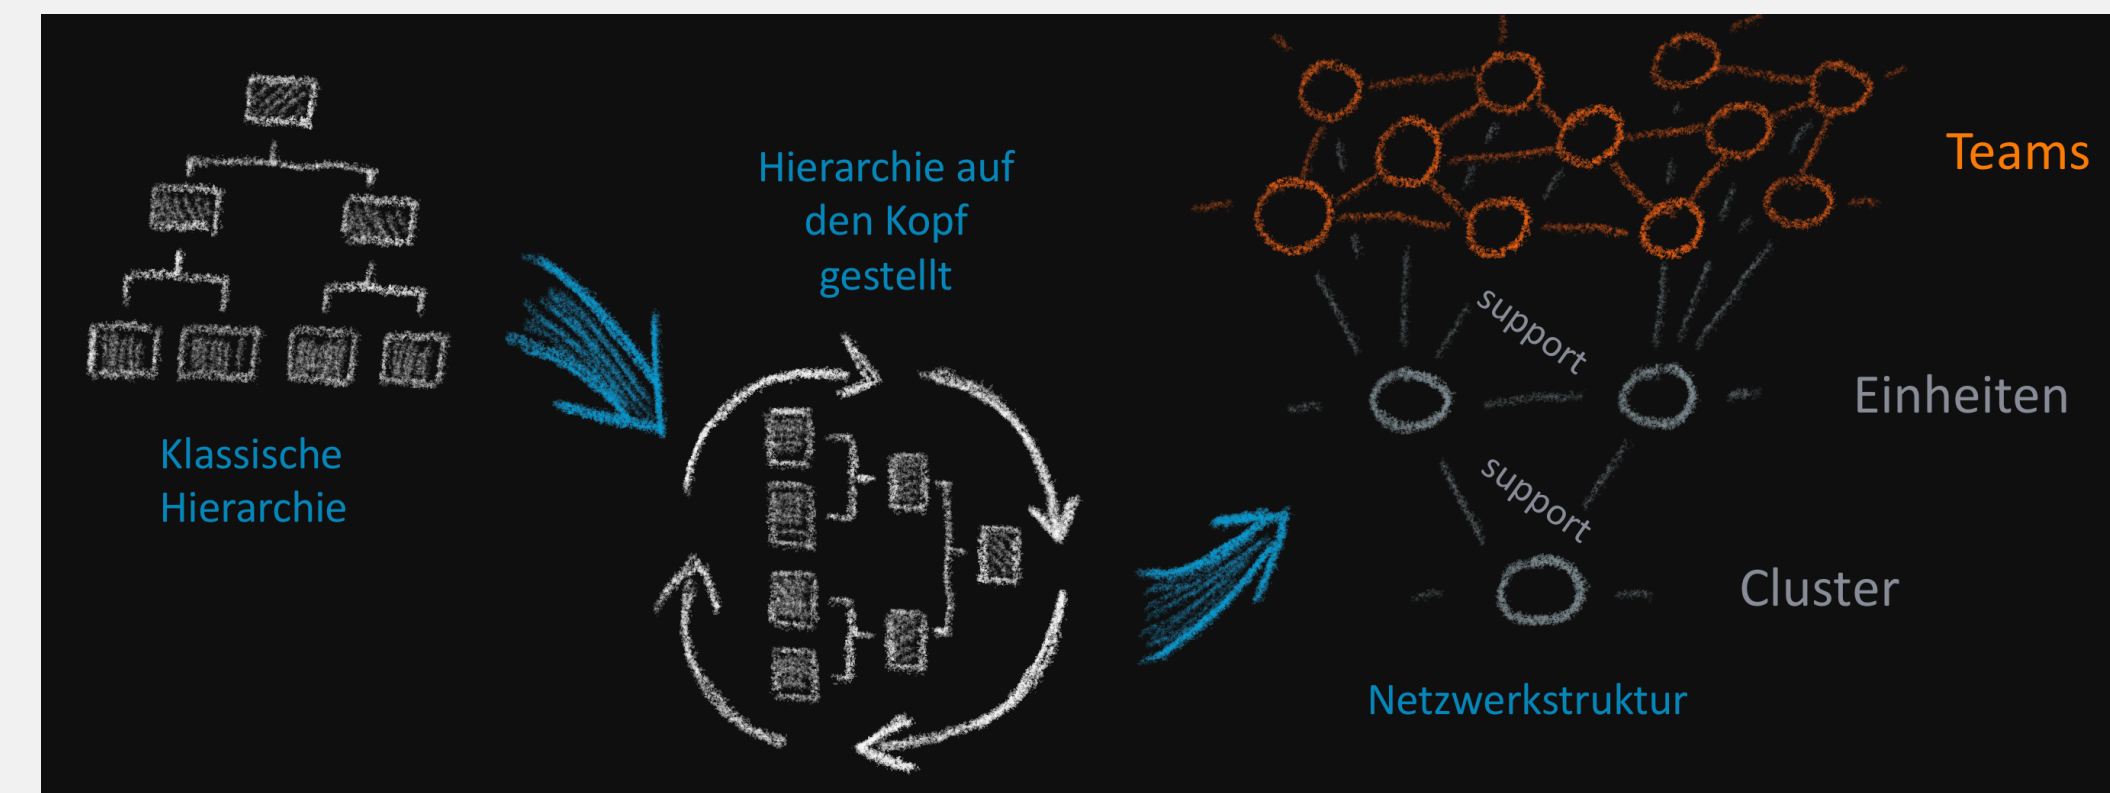 Klassische
Hierarchie
Hierarchie auf
den Kopf
gestellt
Teams
support
Einheiten
support
Cluster
Netzwerkstruktur